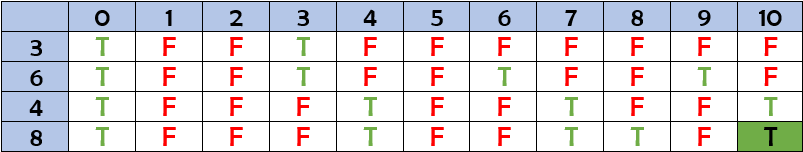 0 1 2 3 4 5 6 7 8 9 10
3 T F F T F F F F F F F
6 T F F T F F T F F T F
4 T F F F T F F T F F T
8 T F F F T F F T T F T